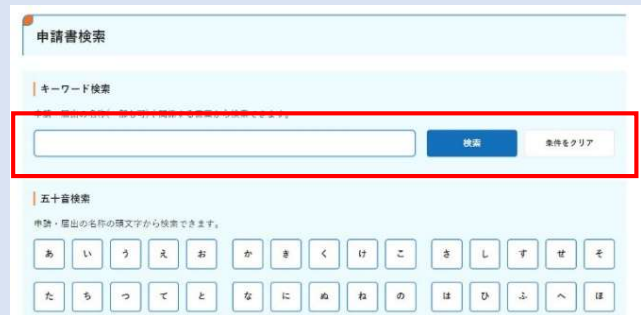 申請書検索
キーワード検索
検索 条件をクリア
五十音検索
申請・届出の名称の頭文字から検索できます。
あ い う え お か き く け こ さ し す せ そ
た ち つ て と な に ぬ ね の は ひ ふ へ ほ